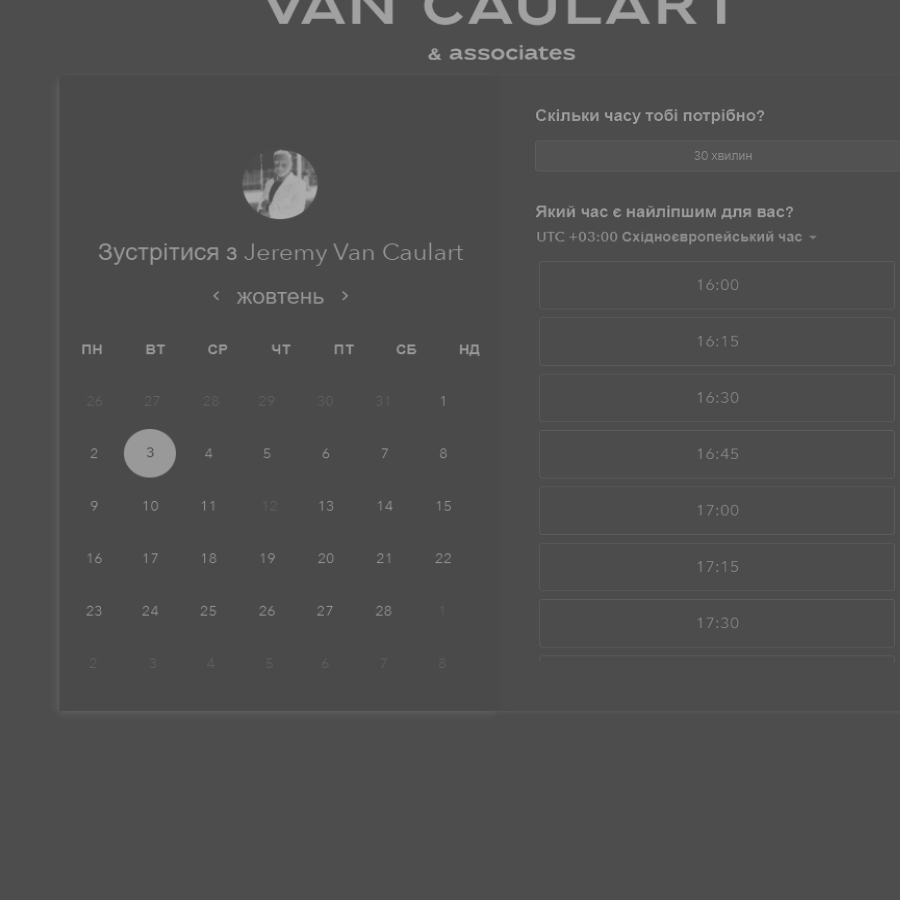 VAN CAULART
& associates
Зустрітися з Jeremy Van Caulart
жовтень
ПН ВТ СР ЧТ ПТ СБ НД
26 27 28 29 30 31 1
2 3 4 5 6 7 8
9 10 11 12 13 14 15
16 17 18 19 20 21 22
23 24 25 26 27 28 1
2 3 4 5 6 7 8
Скільки часу тобі потрібно?
30 хвилин
Який час є найліпшим для вас?
UTC +03:00 Східноєвропейський час
16:00
16:15
16:30
16:45
17:00
17:15
17:30